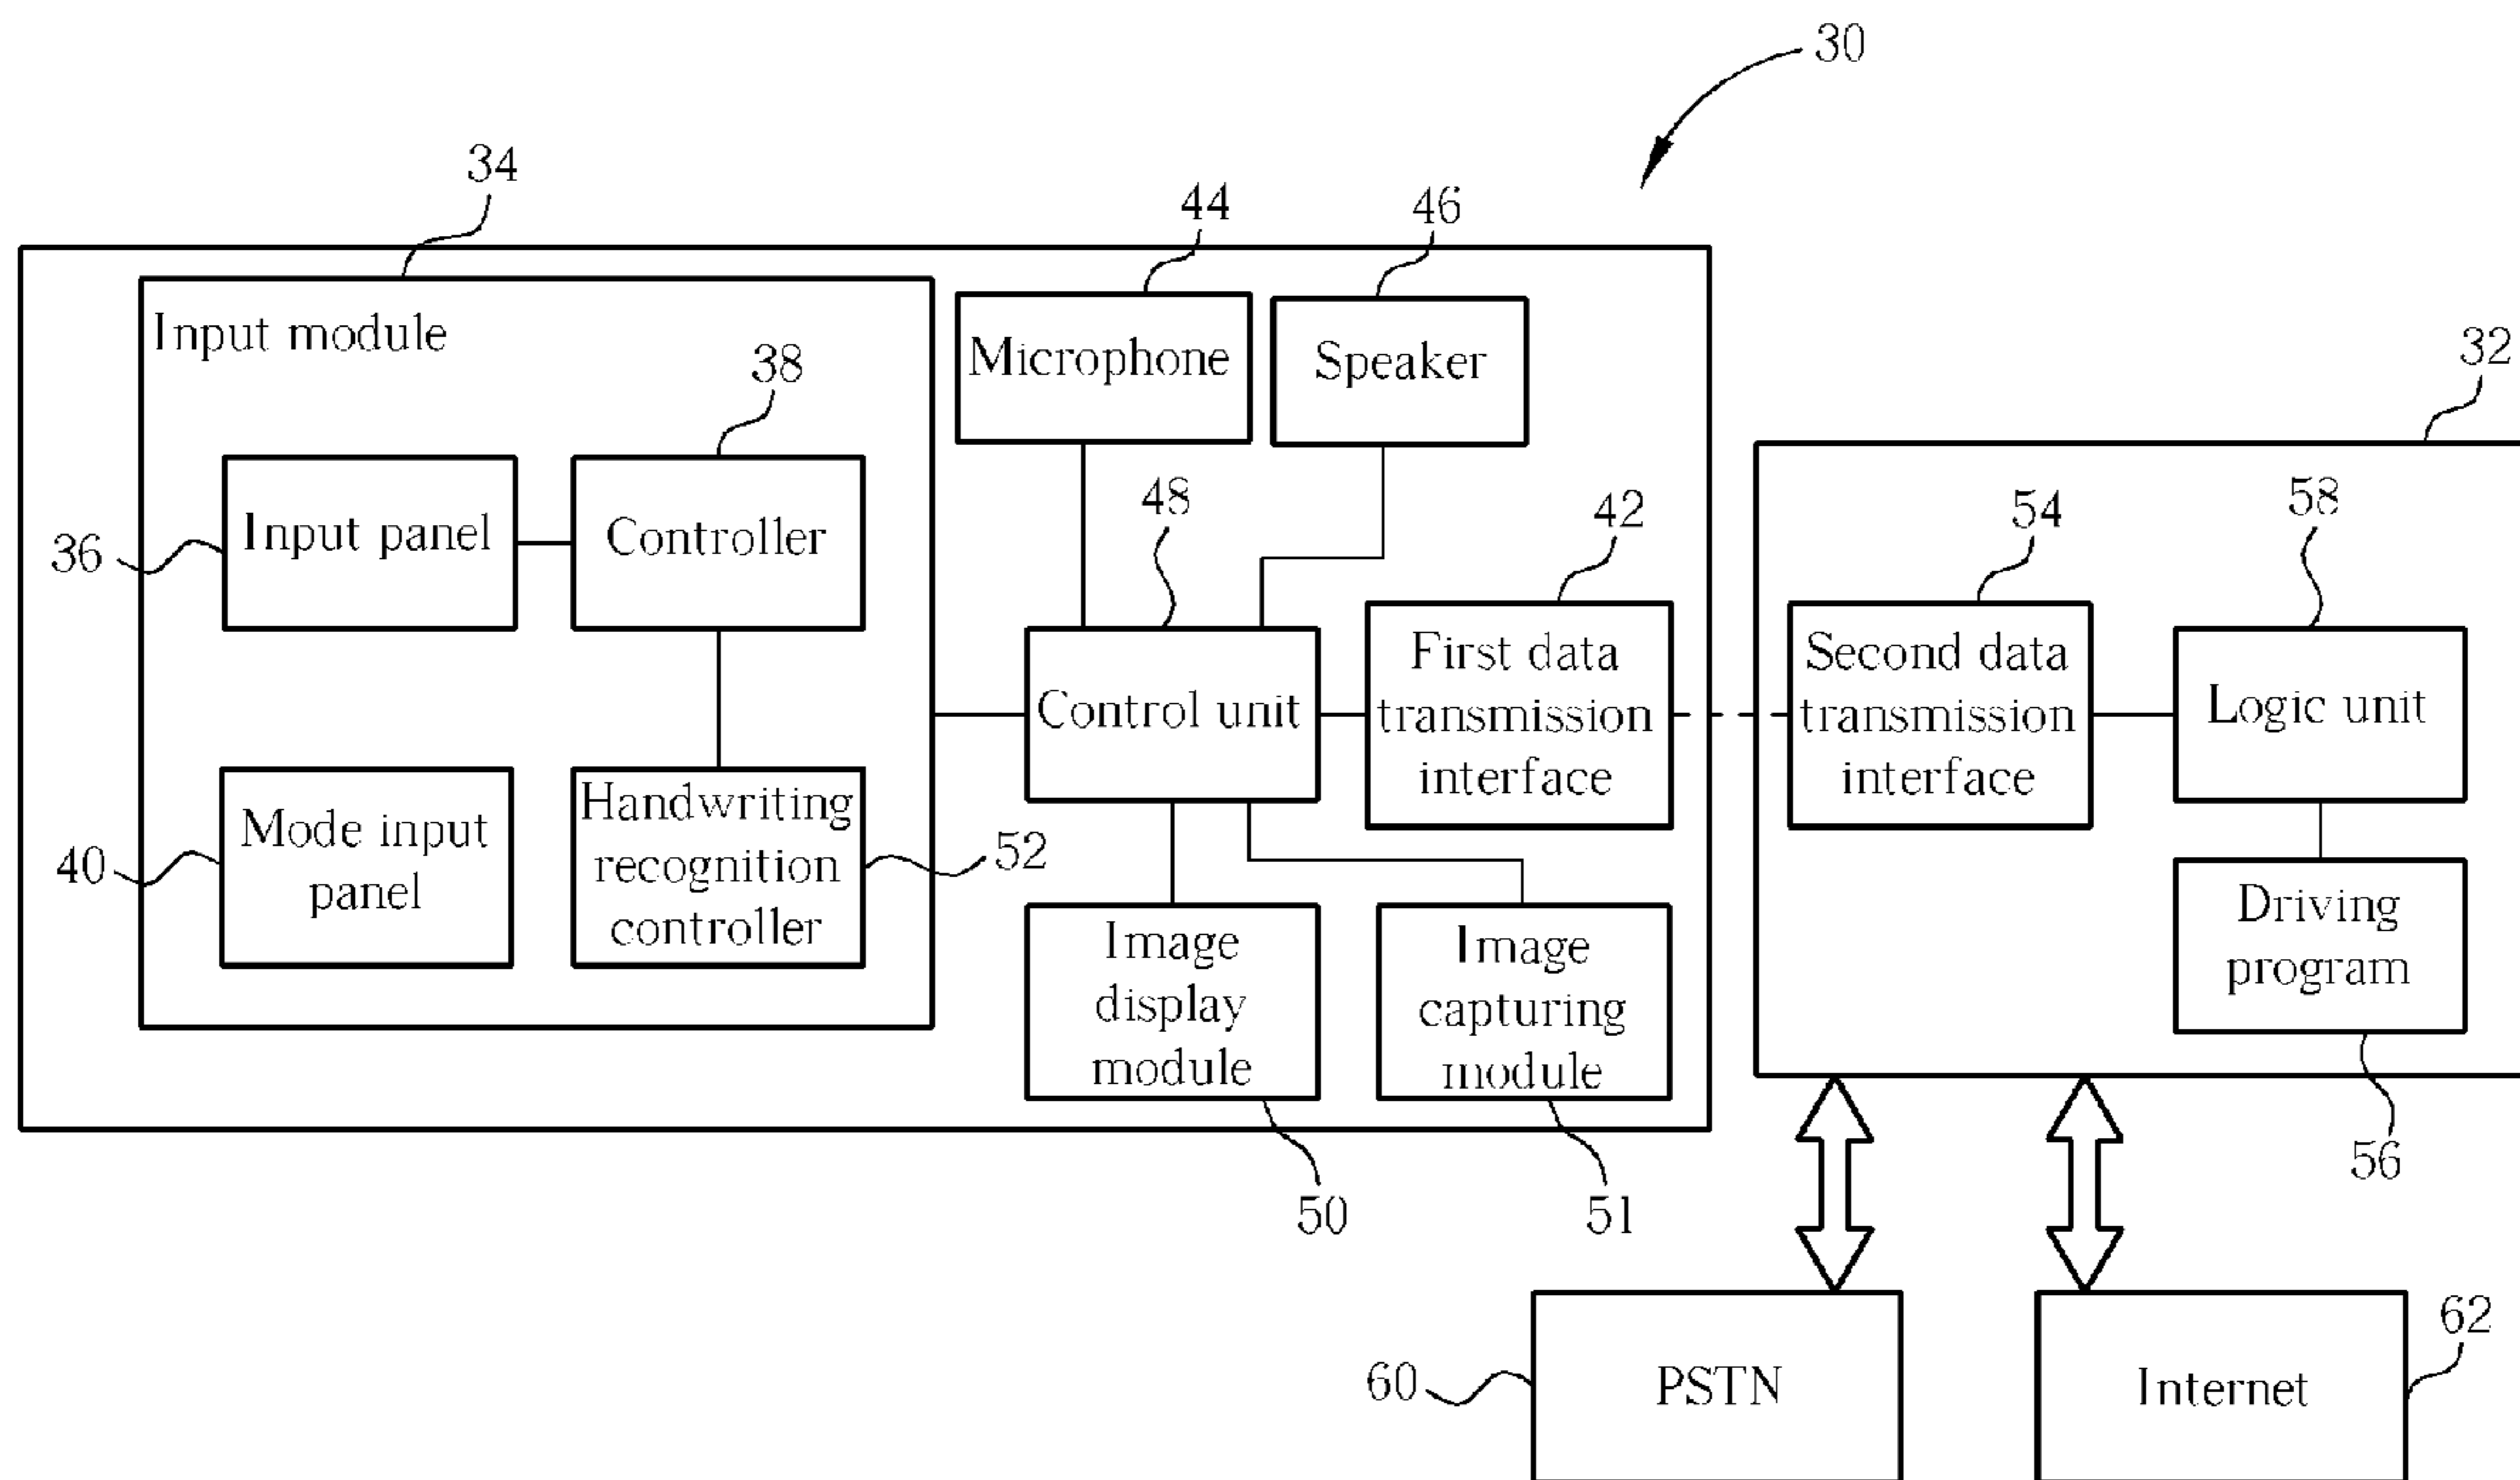 30
34
44
46
Input module
Microphone
Speaker
32
38
36
Input panel
Controller
48
42
54
58
Control unit
First data
transmission
interface
Second data
transmission
interface
Logic unit
40
Mode input
panel
Handwriting
recognition
controller
52
Image
display
module
Image
capturing
module
Driving
program
50
51
56
60
PSTN
Internet
62